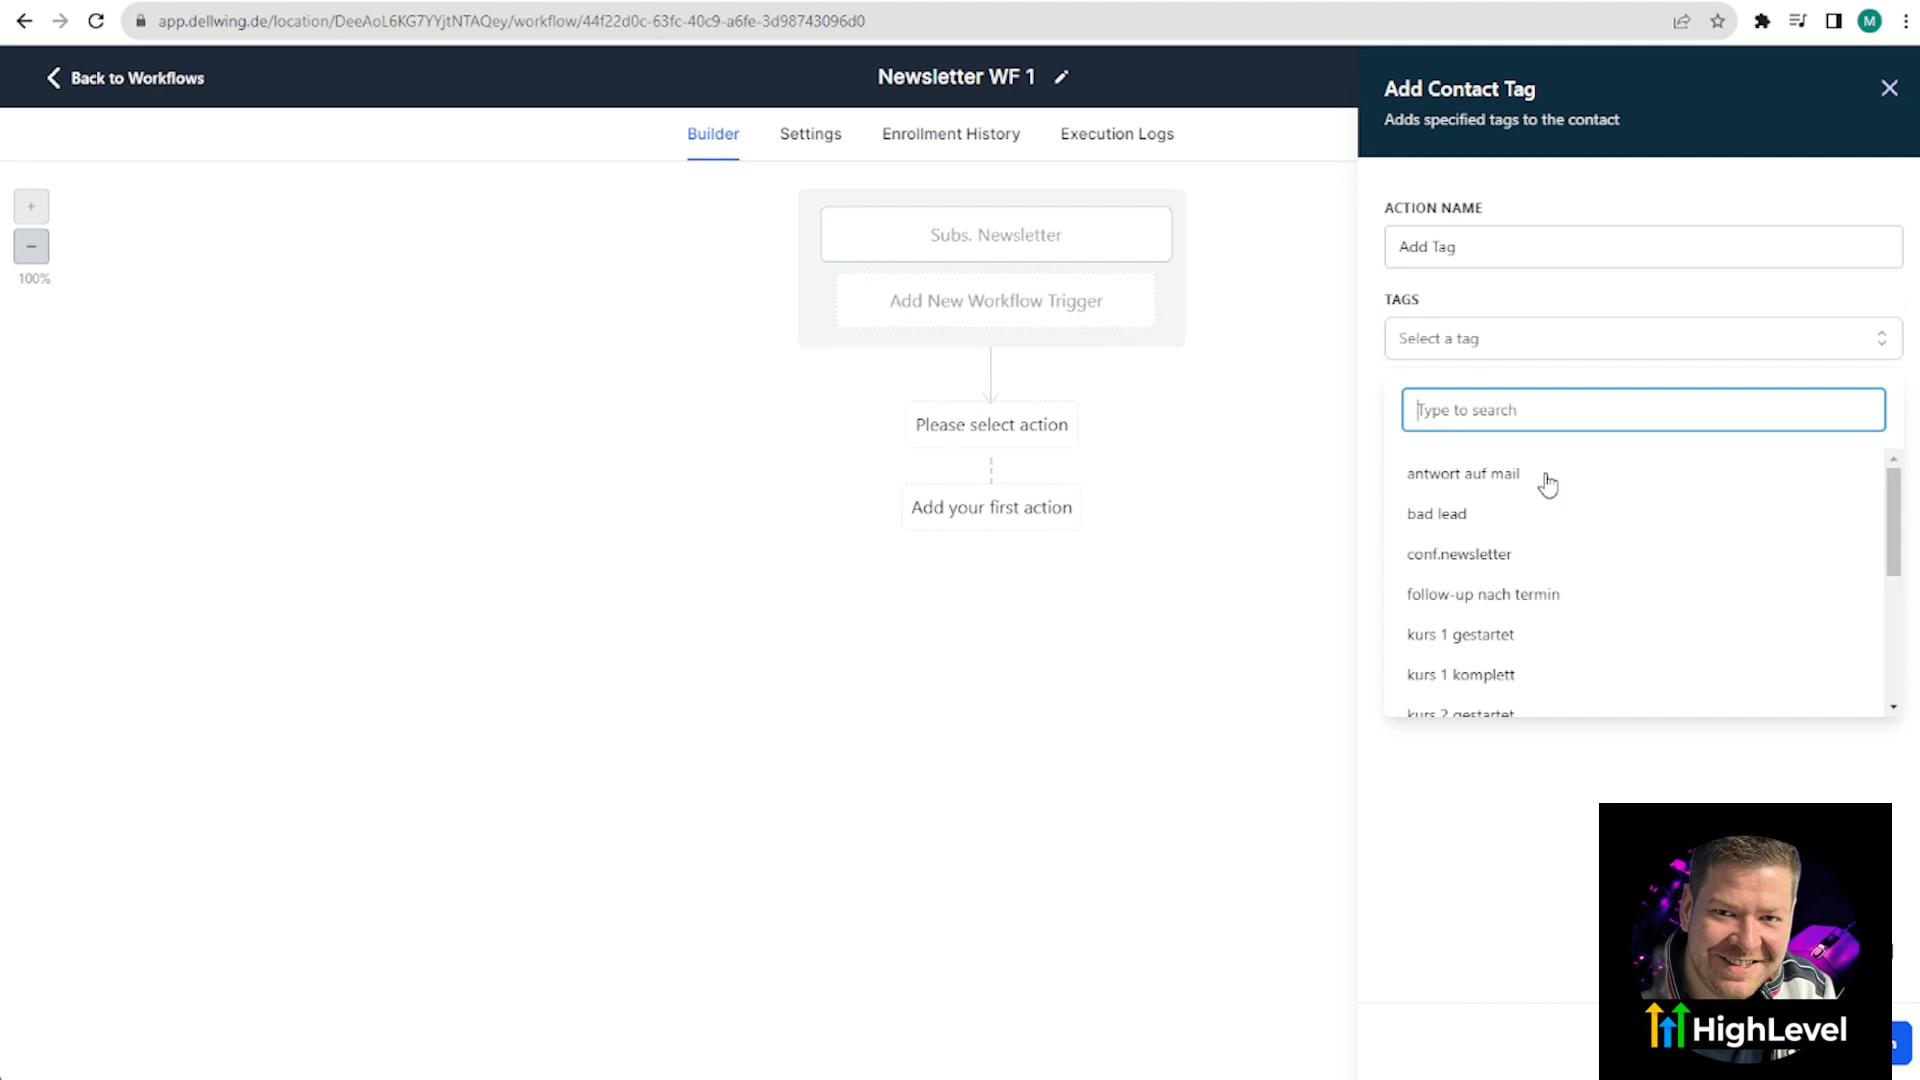 app.dellwing.de/location/DeeAoL6KG7YYjtNTAQey/workflow/44f22d0c-63fc-40c9-a6fe-3d98743096d0
M
Back to Workflows
Newsletter WF 1
Builder
Settings
Enrollment History
Execution Logs
+
−
100%
Subs. Newsletter
Add New Workflow Trigger
Please select action
Add your first action
Add Contact Tag
Adds specified tags to the contact
ACTION NAME
Add Tag
TAGS
Select a tag
Type to search
antwort auf mail
bad lead
conf.newsletter
follow-up nach termin
kurs 1 gestartet
kurs 1 komplett
kurs 2 gestartet
HighLevel